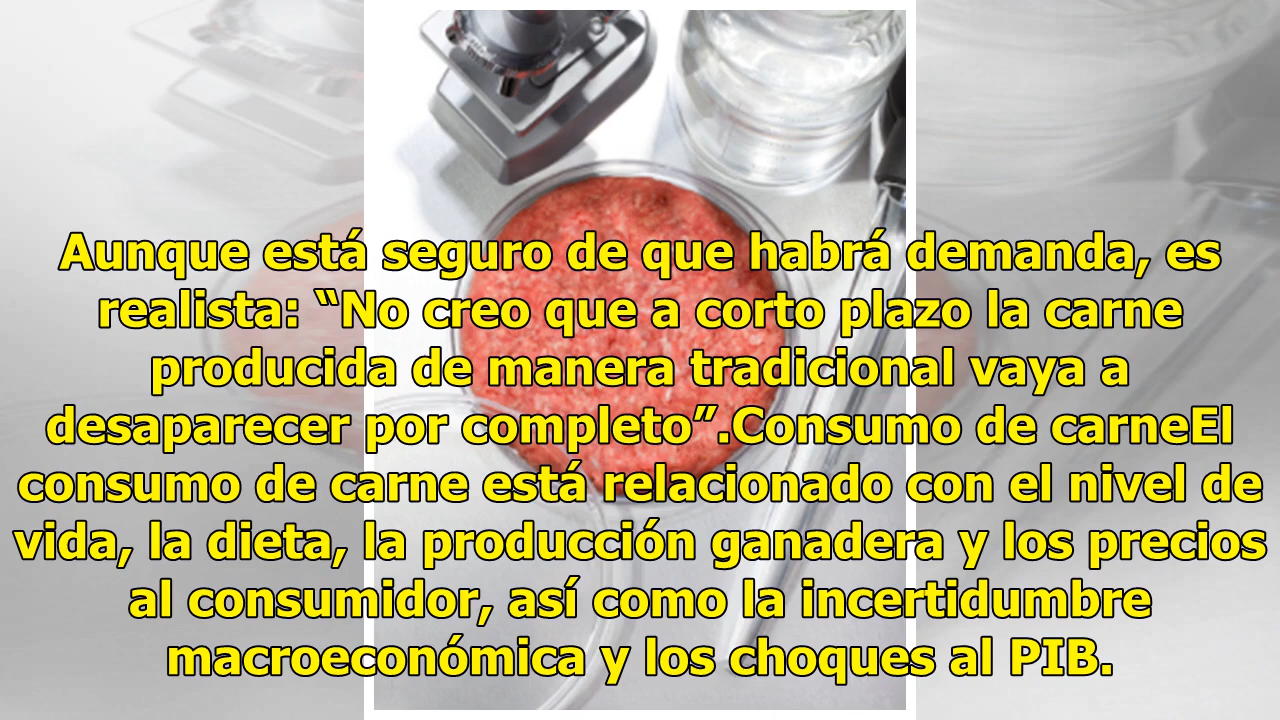 Aunque está seguro de que habrá demanda, es
realista: “No creo que a corto plazo la carne
producida de manera tradicional vaya a
desaparecer por completo”.Consumo de carneEl
consumo de carne está relacionado con el nivel de
vida, la dieta, la producción ganadera y los precios
al consumidor, así como la incertidumbre
macroeconómica y los choques al PIB.